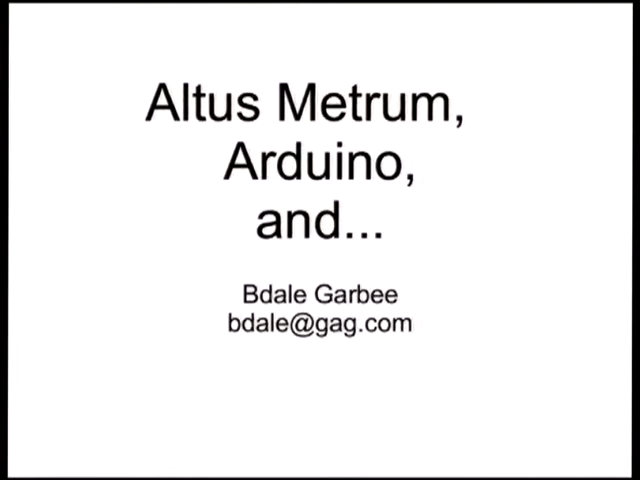 Altus Metrum,
Arduino,
and...
Bdale Garbee
bdale@gag.com